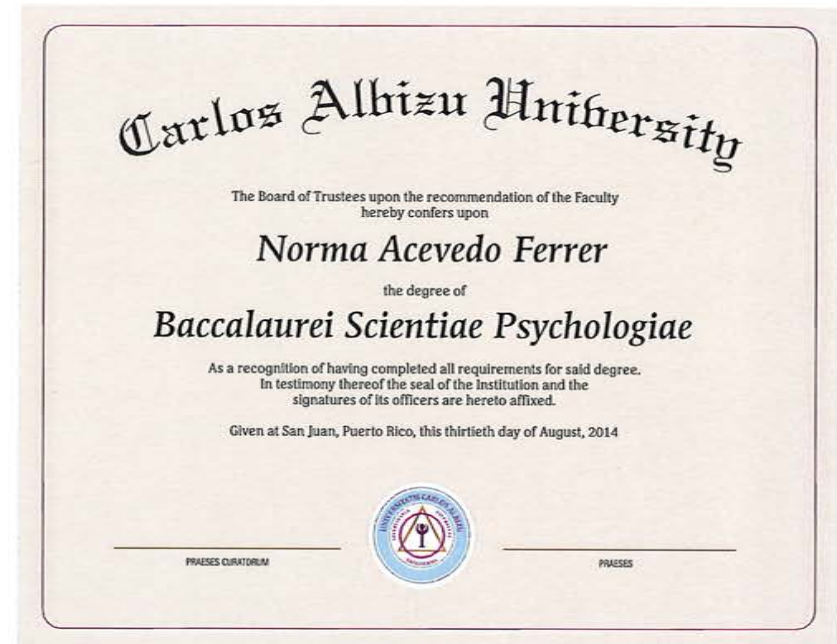 Carlos Albizu University
The Board of Trustees upon the recommendation of the Faculty
hereby confers upon
Norma Acevedo Ferrer
the degree of
Baccalaurei Scientiae Psychologiae
As a recognition of having completed all requirements for said degree.
In testimony thereof the seal of the Institution and the
signatures of its officers are hereto affixed.
Given at San Juan, Puerto Rico, this thirtieth day of August, 2014
UNIVERSITATIS CAROLUS ALBIZU
PRAESES CURATORUM
PRAESES